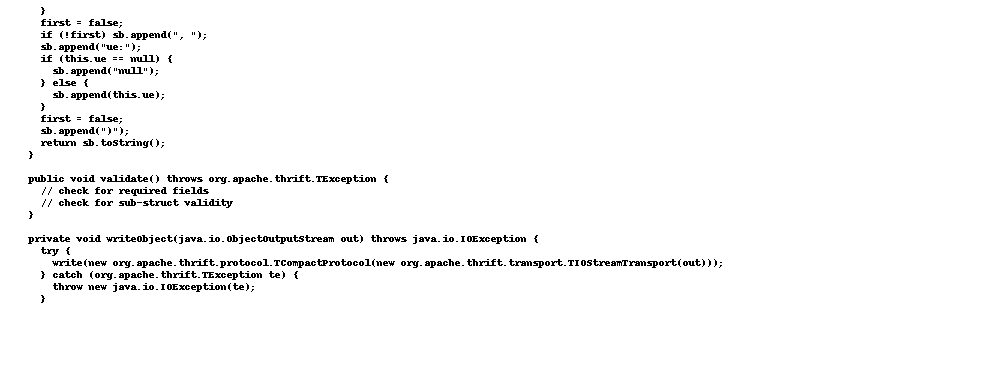 }
first = false;
if (!first) sb.append(", ");
sb.append("ue:");
if (this.ue == null) {
sb.append("null");
} else {
sb.append(this.ue);
}
first = false;
sb.append(")");
return sb.toString();
}
public void validate() throws org.apache.thrift.TException {
// check for required fields
// check for sub-struct validity
}
private void writeObject(java.io.ObjectOutputStream out) throws java.io.IOException {
try {
write(new org.apache.thrift.protocol.TCompactProtocol(new org.apache.thrift.transport.TIOStreamTransport(out)));
} catch (org.apache.thrift.TException te) {
throw new java.io.IOException(te);
}